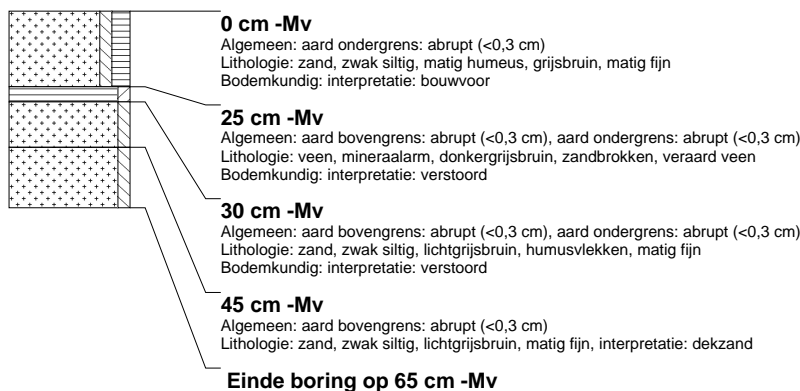 0 cm -Mv
Algemeen: aard ondergrens: abrupt (<0,3 cm)
Lithologie: zand, zwak siltig, matig humeus, grijsbruin, matig fijn
Bodemkundig: interpretatie: bouwvoor
25 cm -Mv
Algemeen: aard bovengrens: abrupt (<0,3 cm), aard ondergrens: abrupt (<0,3 cm)
Lithologie: veen, mineraalarm, donkergrijsbruin, zandbrokken, veraard veen
Bodemkundig: interpretatie: verstoord
30 cm -Mv
Algemeen: aard bovengrens: abrupt (<0,3 cm), aard ondergrens: abrupt (<0,3 cm)
Lithologie: zand, zwak siltig, lichtgrijsbruin, humusvlekken, matig fijn
Bodemkundig: interpretatie: verstoord
45 cm -Mv
Algemeen: aard bovengrens: abrupt (<0,3 cm)
Lithologie: zand, zwak siltig, lichtgrijsbruin, matig fijn, interpretatie: dekzand
Einde boring op 65 cm -Mv